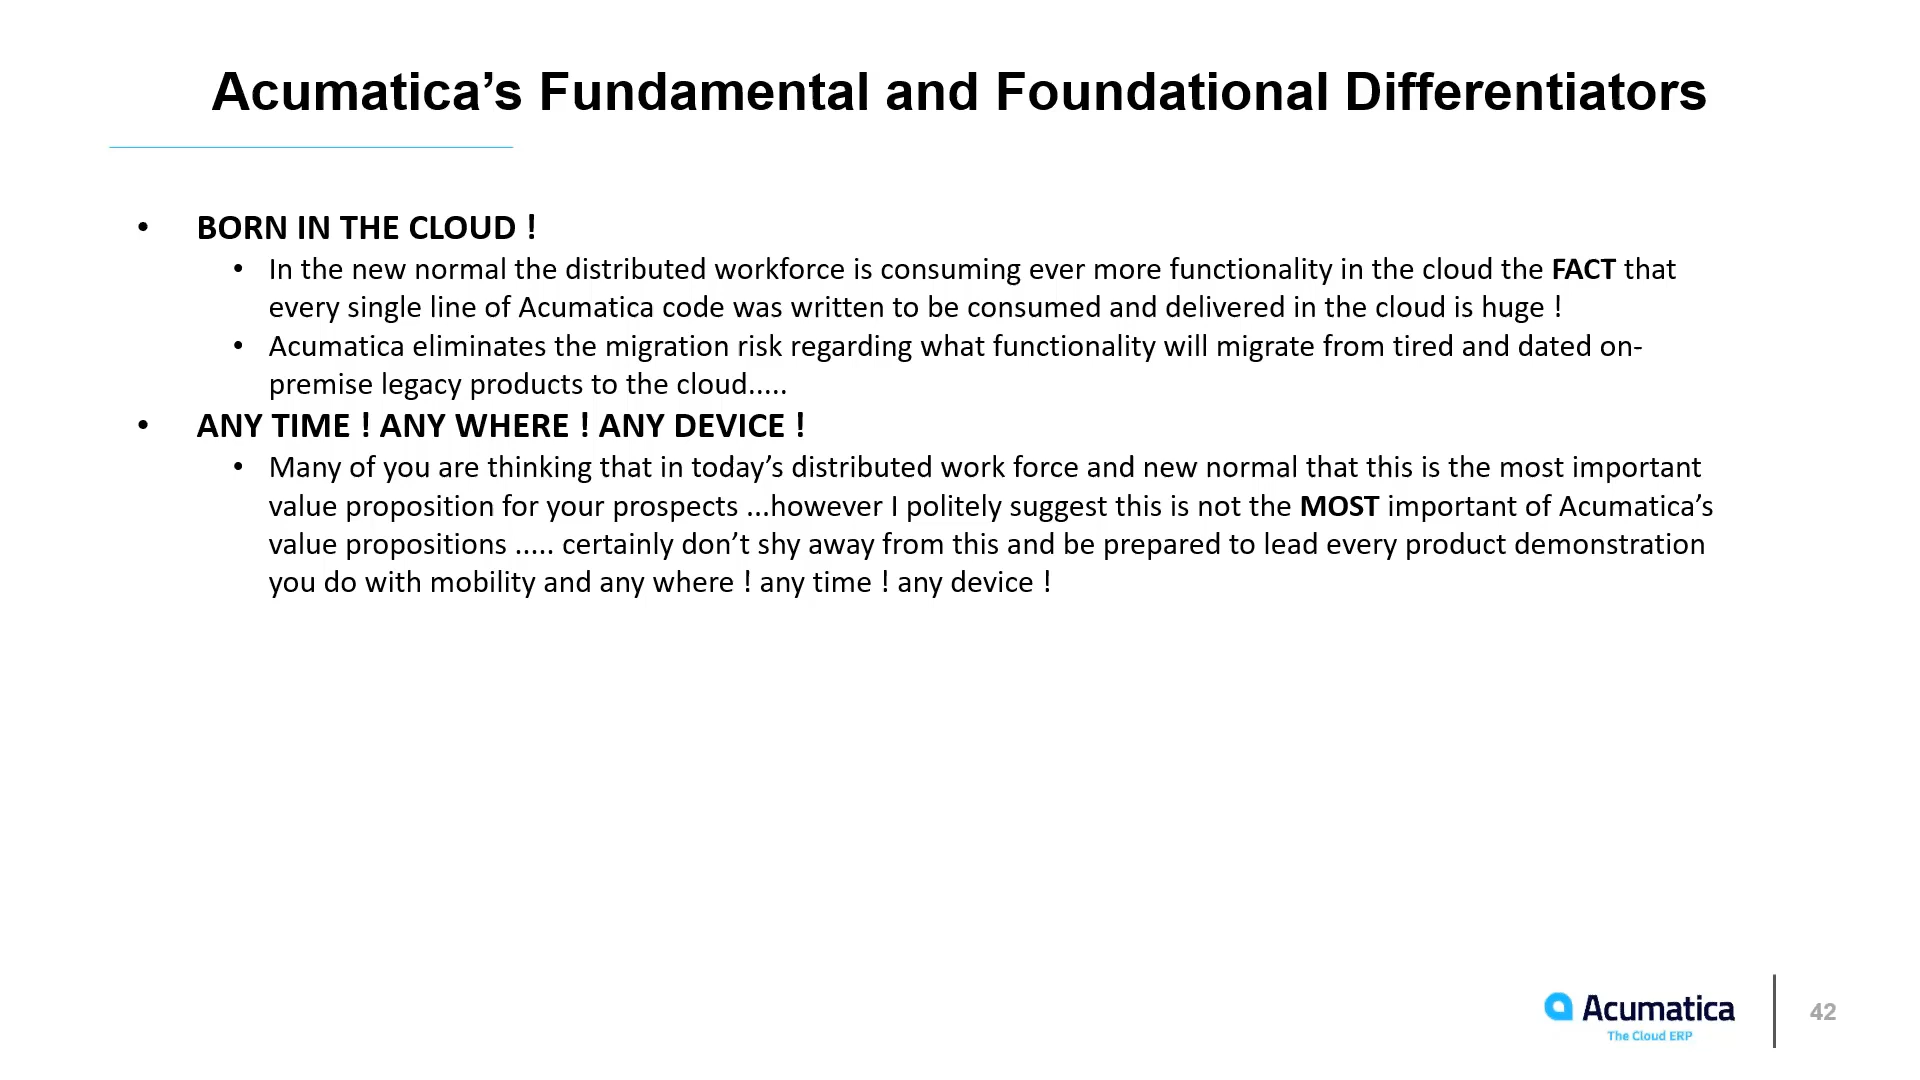 Acumatica’s Fundamental and Foundational Differentiators
• BORN IN THE CLOUD !
• In the new normal the distributed workforce is consuming ever more functionality in the cloud the FACT that
every single line of Acumatica code was written to be consumed and delivered in the cloud is huge !
• Acumatica eliminates the migration risk regarding what functionality will migrate from tired and dated on-
premise legacy products to the cloud.....
• ANY TIME ! ANY WHERE ! ANY DEVICE !
• Many of you are thinking that in today’s distributed work force and new normal that this is the most important
value proposition for your prospects ...however I politely suggest this is not the MOST important of Acumatica’s
value propositions ..... certainly don’t shy away from this and be prepared to lead every product demonstration
you do with mobility and any where ! any time ! any device !
Acumatica
The Cloud ERP
42